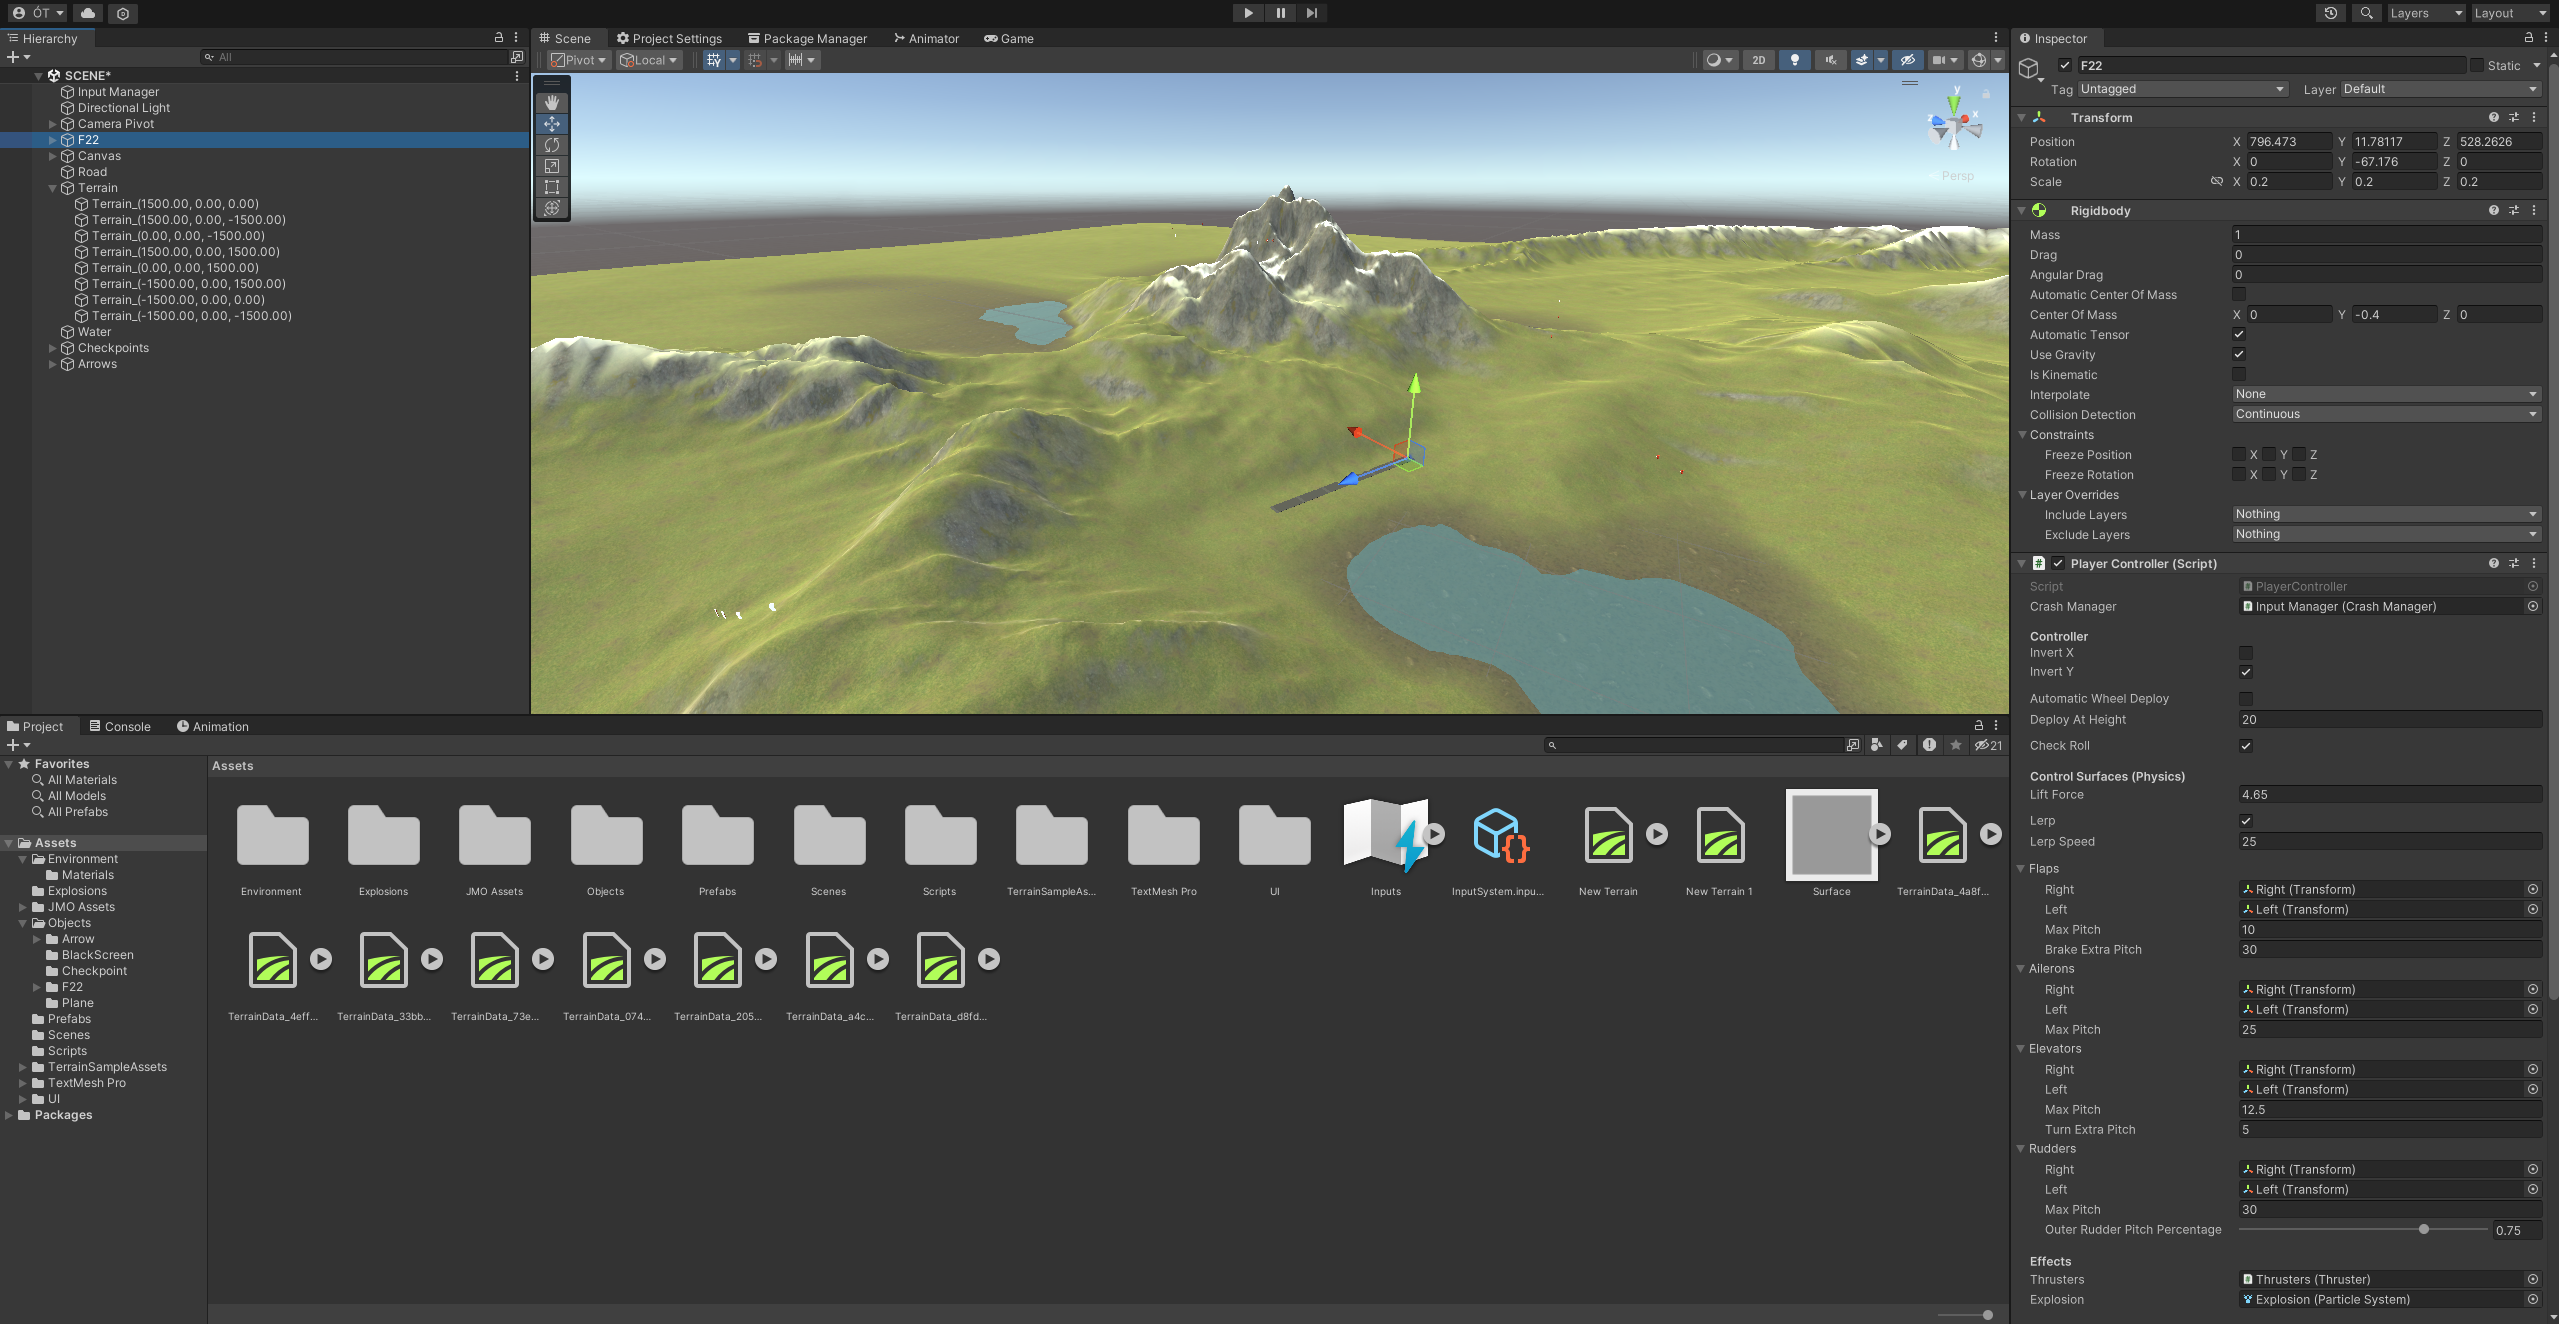 ÓT
Layers
Layout
Hierarchy
All
SCENE*
Input Manager
Directional Light
Camera Pivot
F22
Canvas
Road
Terrain
Terrain_(1500.00, 0.00, 0.00)
Terrain_(1500.00, 0.00, -1500.00)
Terrain_(0.00, 0.00, -1500.00)
Terrain_(1500.00, 0.00, 1500.00)
Terrain_(0.00, 0.00, 1500.00)
Terrain_(-1500.00, 0.00, 1500.00)
Terrain_(-1500.00, 0.00, 0.00)
Terrain_(-1500.00, 0.00, -1500.00)
Water
Checkpoints
Arrows
Scene
Project Settings
Package Manager
Animator
Game
Pivot
Local
2D
y
x
z
Persp
Project
Console
Animation
21
Favorites
All Materials
All Models
All Prefabs
Assets
Environment
Materials
Explosions
JMO Assets
Objects
Arrow
BlackScreen
Checkpoint
F22
Plane
Prefabs
Scenes
Scripts
TerrainSampleAssets
TextMesh Pro
UI
Packages
Assets
Environment
Explosions
JMO Assets
Objects
Prefabs
Scenes
Scripts
TerrainSampleAs...
TextMesh Pro
UI
Inputs
InputSystem.inpu...
New Terrain
New Terrain 1
Surface
TerrainData_4a8f...
TerrainData_4eff...
TerrainData_33bb...
TerrainData_73e...
TerrainData_074...
TerrainData_205...
TerrainData_a4c...
TerrainData_d8fd...
Inspector
F22
Static
Tag Untagged
Layer Default
Transform
Position X 796.473 Y 11.78117 Z 528.2626
Rotation X 0 Y -67.176 Z 0
Scale X 0.2 Y 0.2 Z 0.2
Rigidbody
Mass 1
Drag 0
Angular Drag 0
Automatic Center Of Mass
Center Of Mass X 0 Y -0.4 Z 0
Automatic Tensor
Use Gravity
Is Kinematic
Interpolate None
Collision Detection Continuous
Constraints
Freeze Position X Y Z
Freeze Rotation X Y Z
Layer Overrides
Include Layers Nothing
Exclude Layers Nothing
Player Controller (Script)
Script PlayerController
Crash Manager Input Manager (Crash Manager)
Controller
Invert X
Invert Y
Automatic Wheel Deploy
Deploy At Height 20
Check Roll
Control Surfaces (Physics)
Lift Force 4.65
Lerp
Lerp Speed 25
Flaps
Right Right (Transform)
Left Left (Transform)
Max Pitch 10
Brake Extra Pitch 30
Ailerons
Right Right (Transform)
Left Left (Transform)
Max Pitch 25
Elevators
Right Right (Transform)
Left Left (Transform)
Max Pitch 12.5
Turn Extra Pitch 5
Rudders
Right Right (Transform)
Left Left (Transform)
Max Pitch 30
Outer Rudder Pitch Percentage 0.75
Effects
Thrusters Thrusters (Thruster)
Explosion Explosion (Particle System)